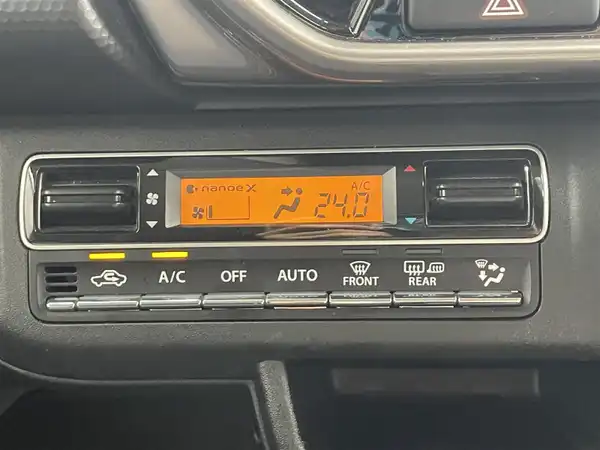 nanoe X
A/C
24.0
A/C
OFF
AUTO
FRONT
REAR